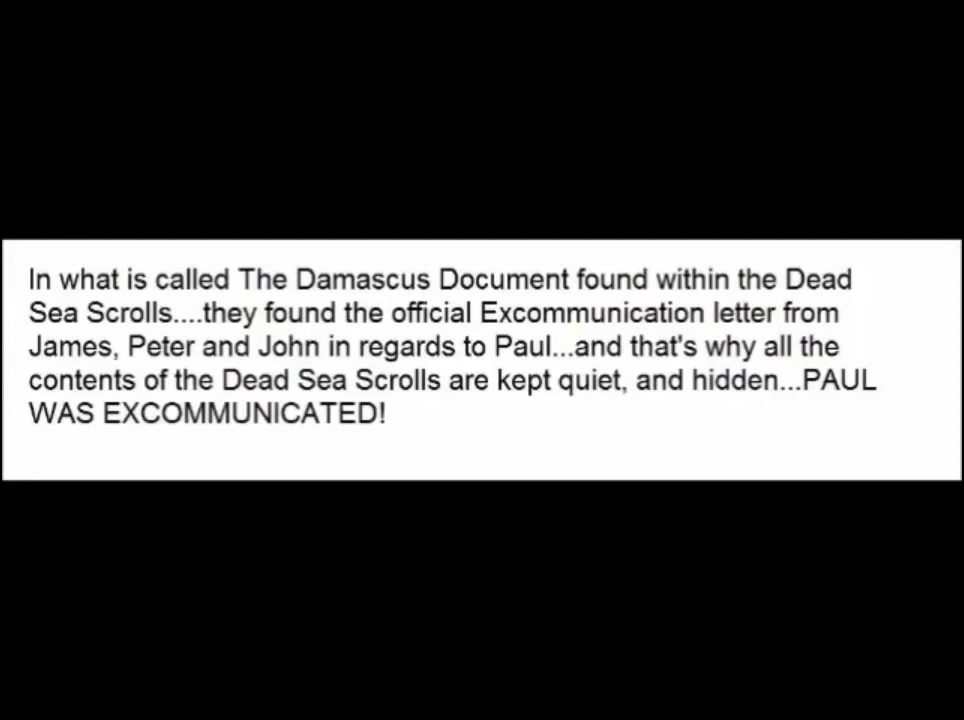 In what is called The Damascus Document found within the Dead
Sea Scrolls....they found the official Excommunication letter from
James, Peter and John in regards to Paul...and that's why all the
contents of the Dead Sea Scrolls are kept quiet, and hidden...PAUL
WAS EXCOMMUNICATED!